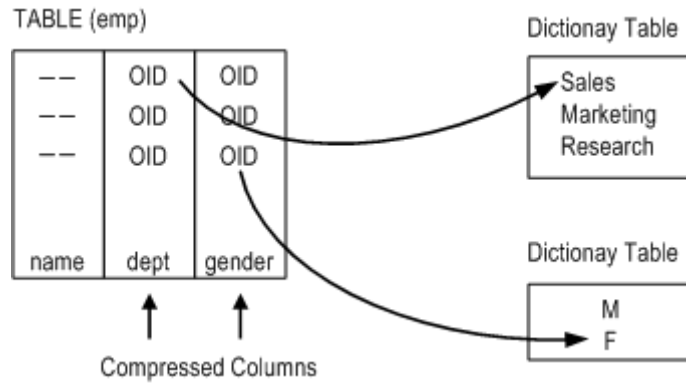 TABLE (emp)
-- OID OID
-- OID OID
-- OID OID
name dept gender
Compressed Columns
Dictionay Table
Sales
Marketing
Research
Dictionay Table
M
F